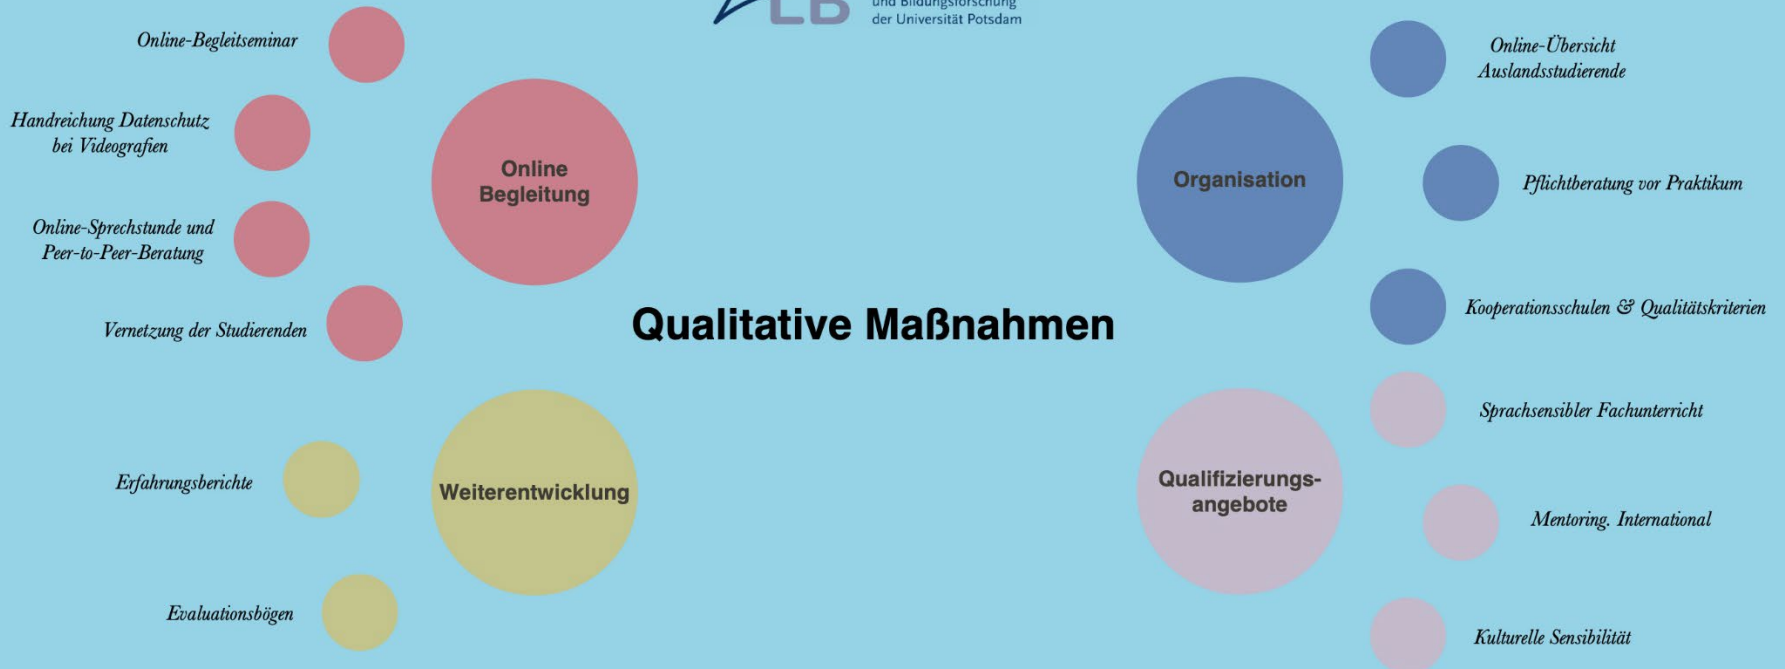 EB
und Bildungsforschung
der Universität Potsdam
Online-Begleitseminar
Handreichung Datenschutz
bei Videografien
Online-Sprechstunde und
Peer-to-Peer-Beratung
Vernetzung der Studierenden
Online
Begleitung
Organisation
Online-Übersicht
Auslandsstudierende
Pflichtberatung vor Praktikum
Kooperationsschulen & Qualitätskriterien
Qualitative Maßnahmen
Erfahrungsberichte
Evaluationsbögen
Weiterentwicklung
Qualifizierungs-
angebote
Sprachsensibler Fachunterricht
Mentoring. International
Kulturelle Sensibilität